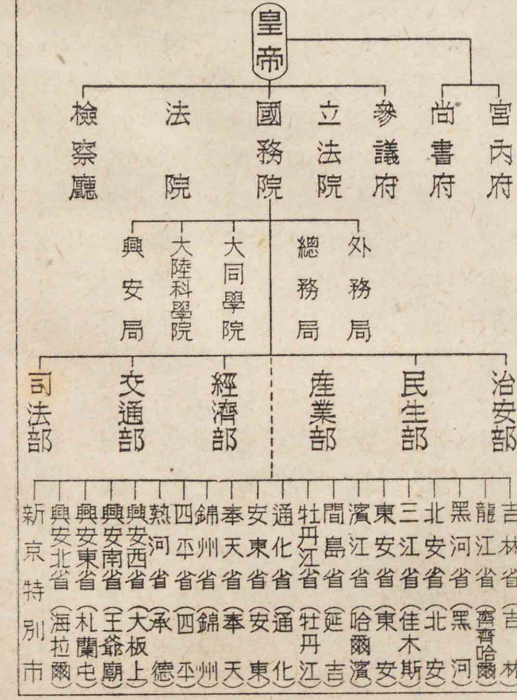 皇帝
宮內府
尚書府
參議府
立法院
國務院
法院
檢察廳
外務局
總務局
大同學院
大陸科學院
興安局
治安部
民生部
産業部
經濟部
交通部
司法部
吉林省（吉林
龍江省（齊齊哈爾）
黑河省（黑河）
北安省（北安）
三江省（佳木斯）
東安省（東安）
濱江省（哈爾濱）
間島省（延吉）
牡丹江省（牡丹江）
通化省（通化）
安東省（安東）
奉天省（奉天）
錦州省（錦州）
四平省（四平）
熱河省（承德）
興安西省（大板上）
興安南省（王爺廟）
興安東省（札蘭屯）
興安北省（海拉爾）
新京特別市